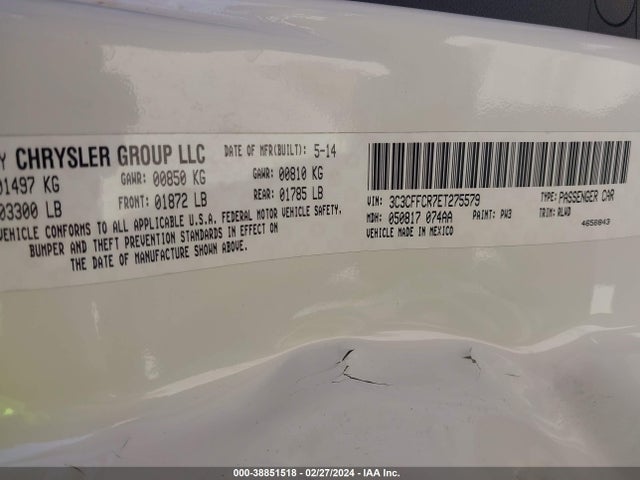 Y CHRYSLER GROUP LLC DATE OF MFR(BUILT): 5-14
01497 KG GAWR: 00850 KG GAWR: 00810 KG
03300 LB FRONT: 01872 LB REAR: 01785 LB
VEHICLE CONFORMS TO ALL APPLICABLE U.S.A. FEDERAL MOTOR VEHICLE SAFETY,
BUMPER AND THEFT PREVENTION STANDARDS IN EFFECT ON
THE DATE OF MANUFACTURE SHOWN ABOVE.
VIN: 3C3CFFCR7ET275579 TYPE: PASSENGER CAR
MDH: 050817 074AA PAINT: PW3 TRIM: RLWD
VEHICLE MADE IN MEXICO 4656843
000-38851518 - 02/27/2024 - IAA Inc.